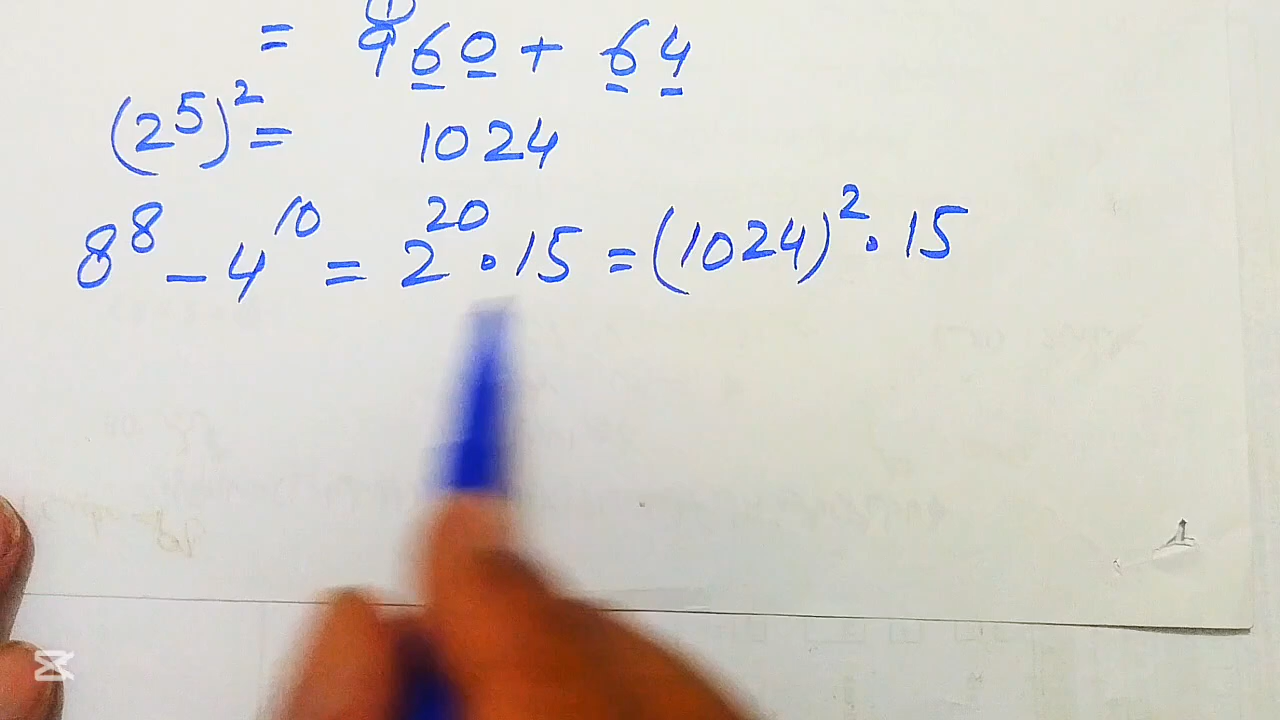 = 960 + 64
(2⁵)² = 1024
8⁸ - 4¹⁰ = 2²⁰ · 15 = (1024)² · 15